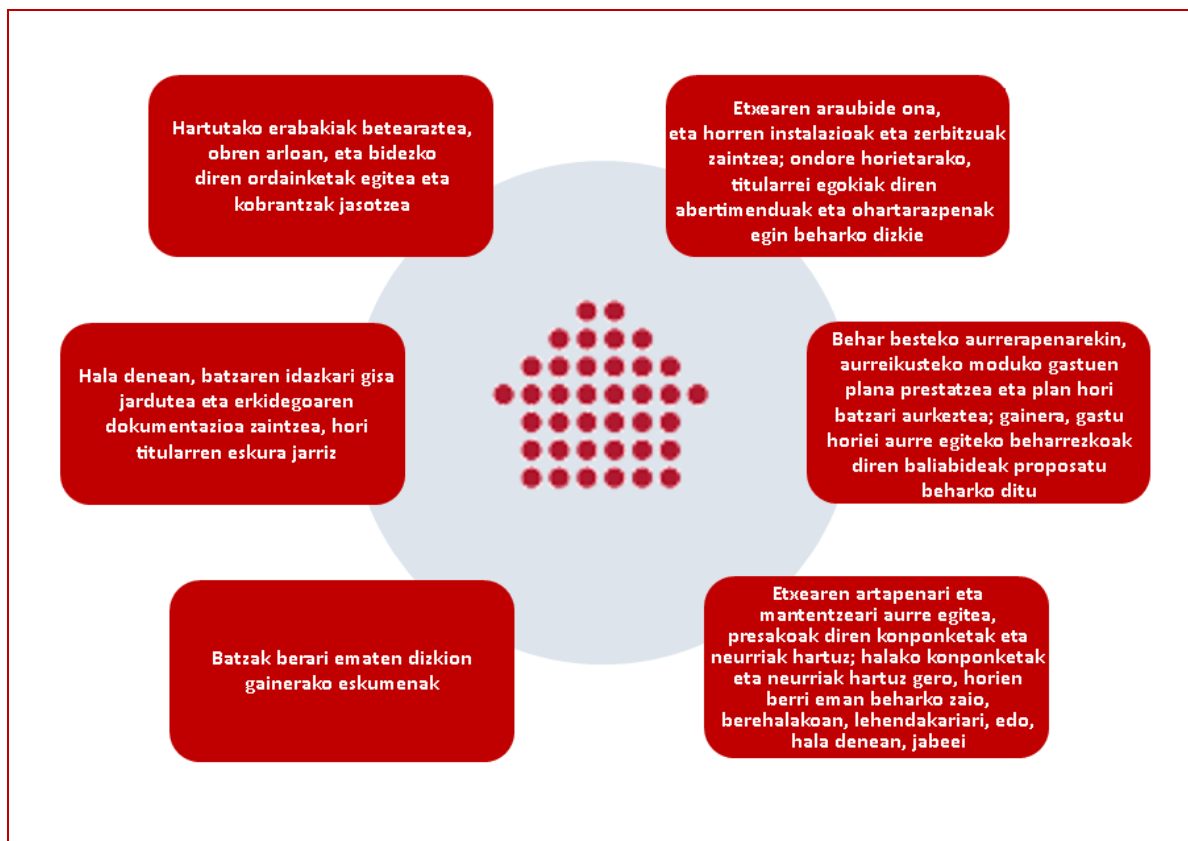 Hartutako erabakiak betearaztea,
obren arloan, eta bidezko
diren ordainketak egitea eta
kobrantzak jasotzea
Etxearen araubide ona,
eta horren instalazioak eta zerbitzuak
zaintzea; ondore horietarako,
titularrei egokiak diren
abertimenduak eta ohartarazpenak
egin beharko dizkie
Hala denean, batzaren idazkari gisa
jardutea eta erkidegoaren
dokumentazioa zaintzea, hori
titularren eskura jarriz
Behar besteko aurrerapenarekin,
aurreikusteko moduko gastuen
plana prestatzea eta plan hori
batzari aurkeztea; gainera, gastu
horiei aurre egiteko beharrezkoak
diren baliabideak proposatu
beharko ditu
Batzak berari ematen dizkion
gainerako eskumenak
Etxearen artapenari eta
mantentzeari aurre egitea,
presakoak diren konponketak eta
neurriak hartuz; halako konponketak
eta neurriak hartuz gero, horien
berri eman beharko zaio,
berehalakoan, lehendakariari, edo,
hala denean, jabeei